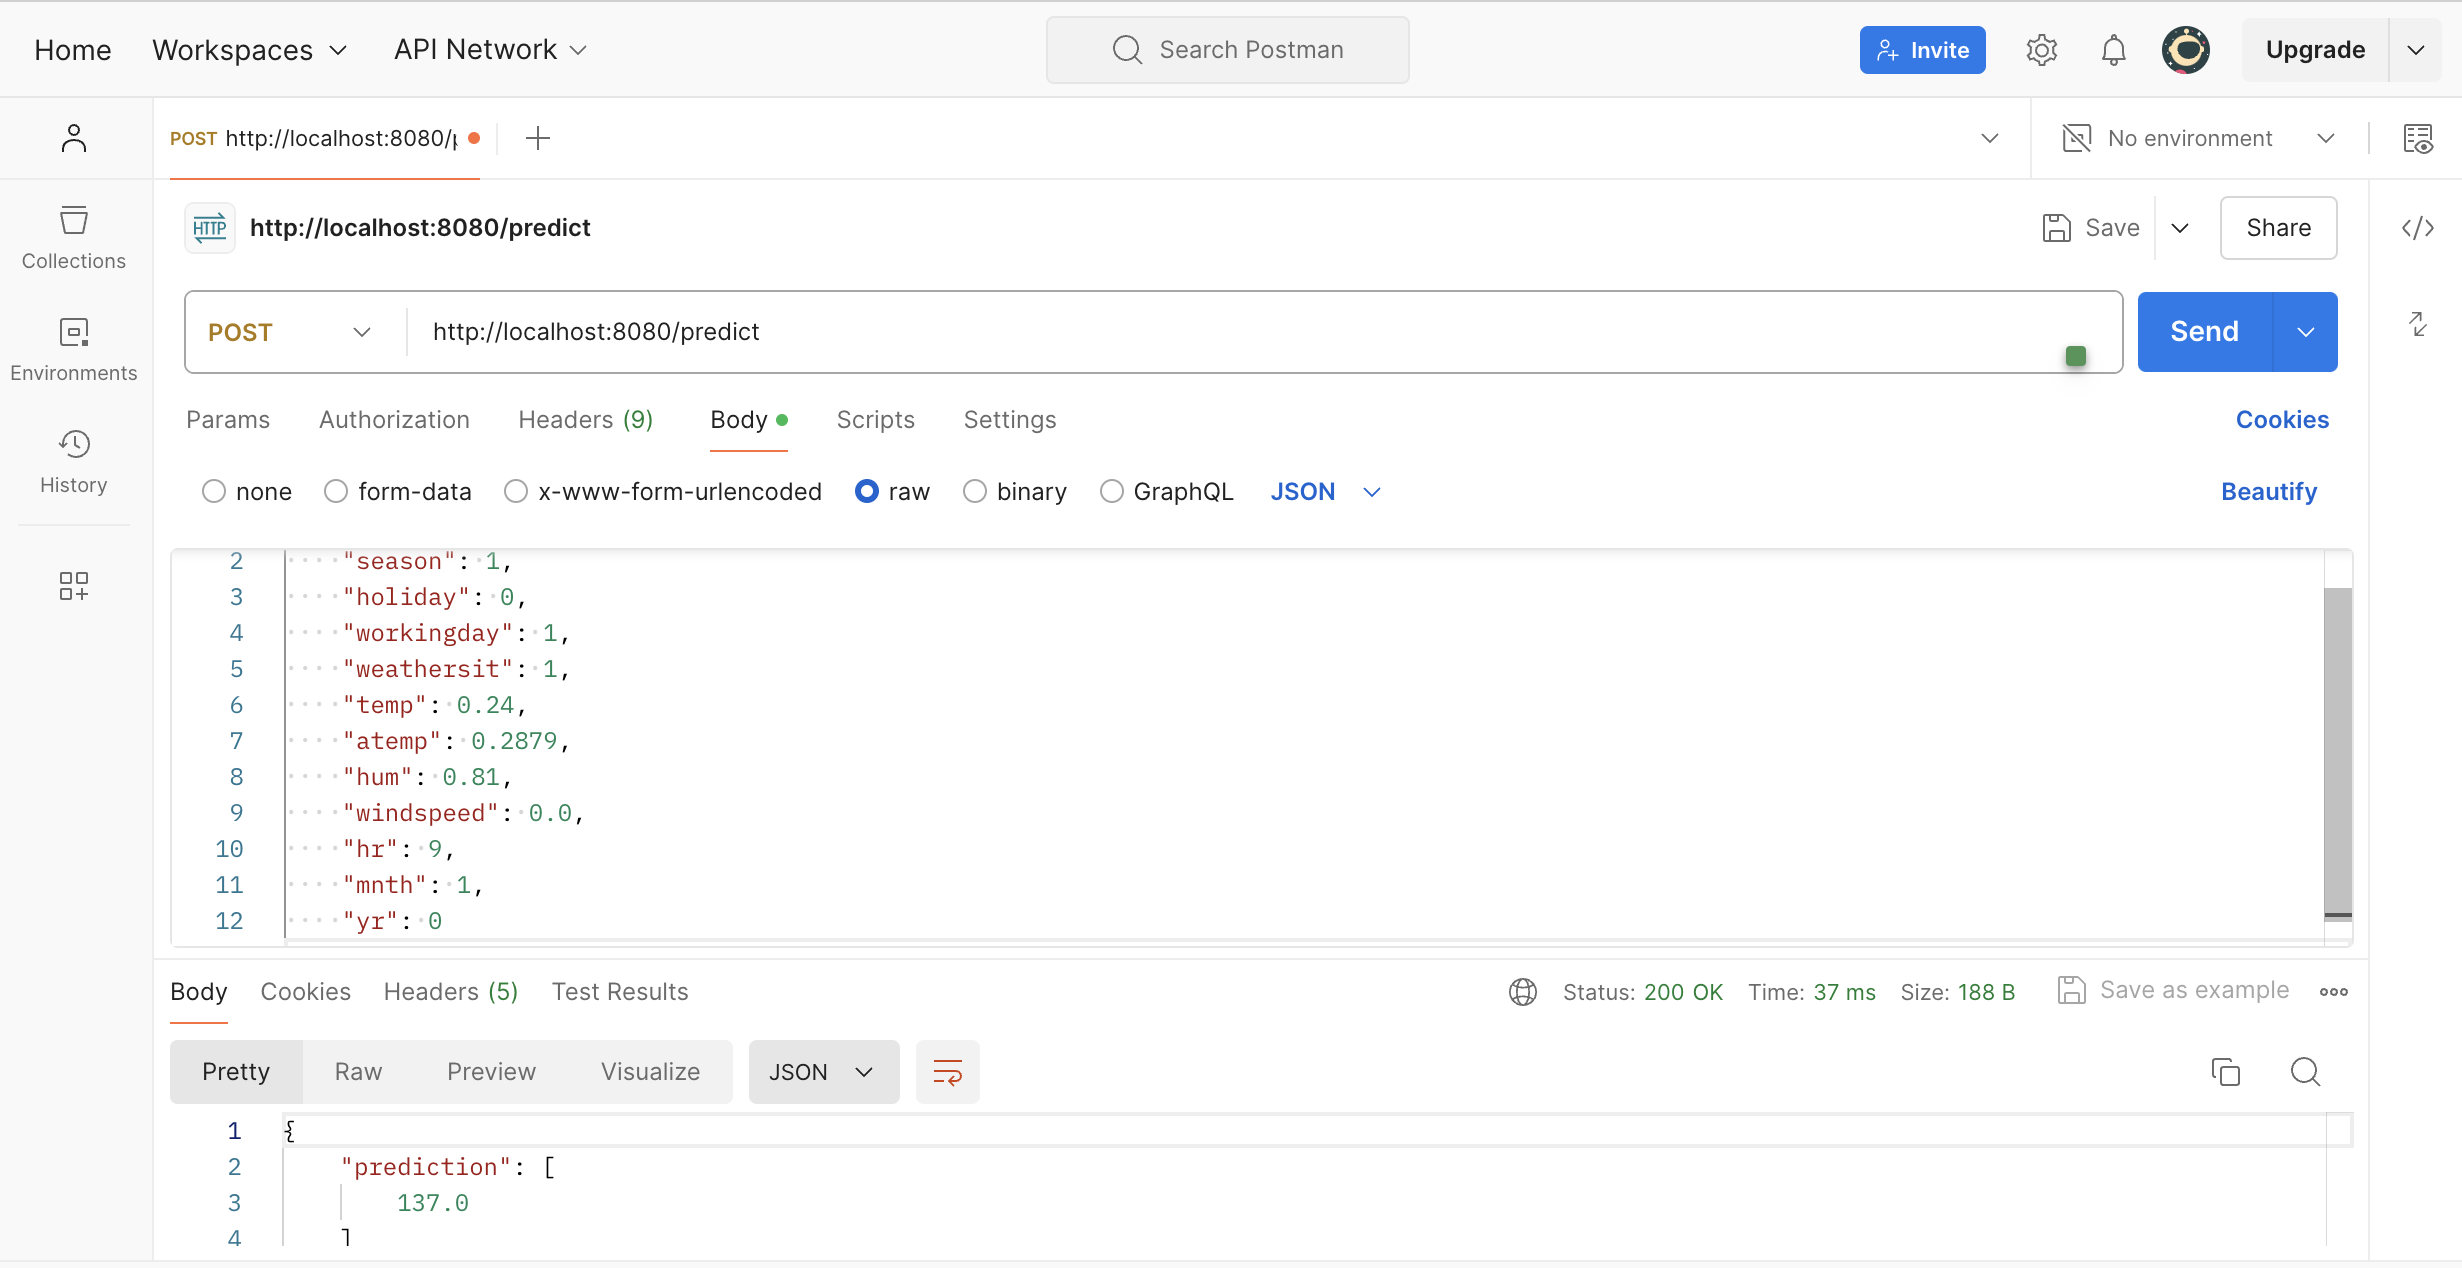 Home Workspaces API Network Search Postman Invite Upgrade
POST http://localhost:8080/p No environment
HTTP http://localhost:8080/predict Save Share
Collections
POST http://localhost:8080/predict Send
Environments
Params Authorization Headers (9) Body Scripts Settings Cookies
History
none form-data x-www-form-urlencoded raw binary GraphQL JSON Beautify
2 "season": 1,
3 "holiday": 0,
4 "workingday": 1,
5 "weathersit": 1,
6 "temp": 0.24,
7 "atemp": 0.2879,
8 "hum": 0.81,
9 "windspeed": 0.0,
10 "hr": 9,
11 "mnth": 1,
12 "yr": 0
Body Cookies Headers (5) Test Results Status: 200 OK Time: 37 ms Size: 188 B Save as example
Pretty Raw Preview Visualize JSON
1 {
2 "prediction": [
3 137.0
4 ]